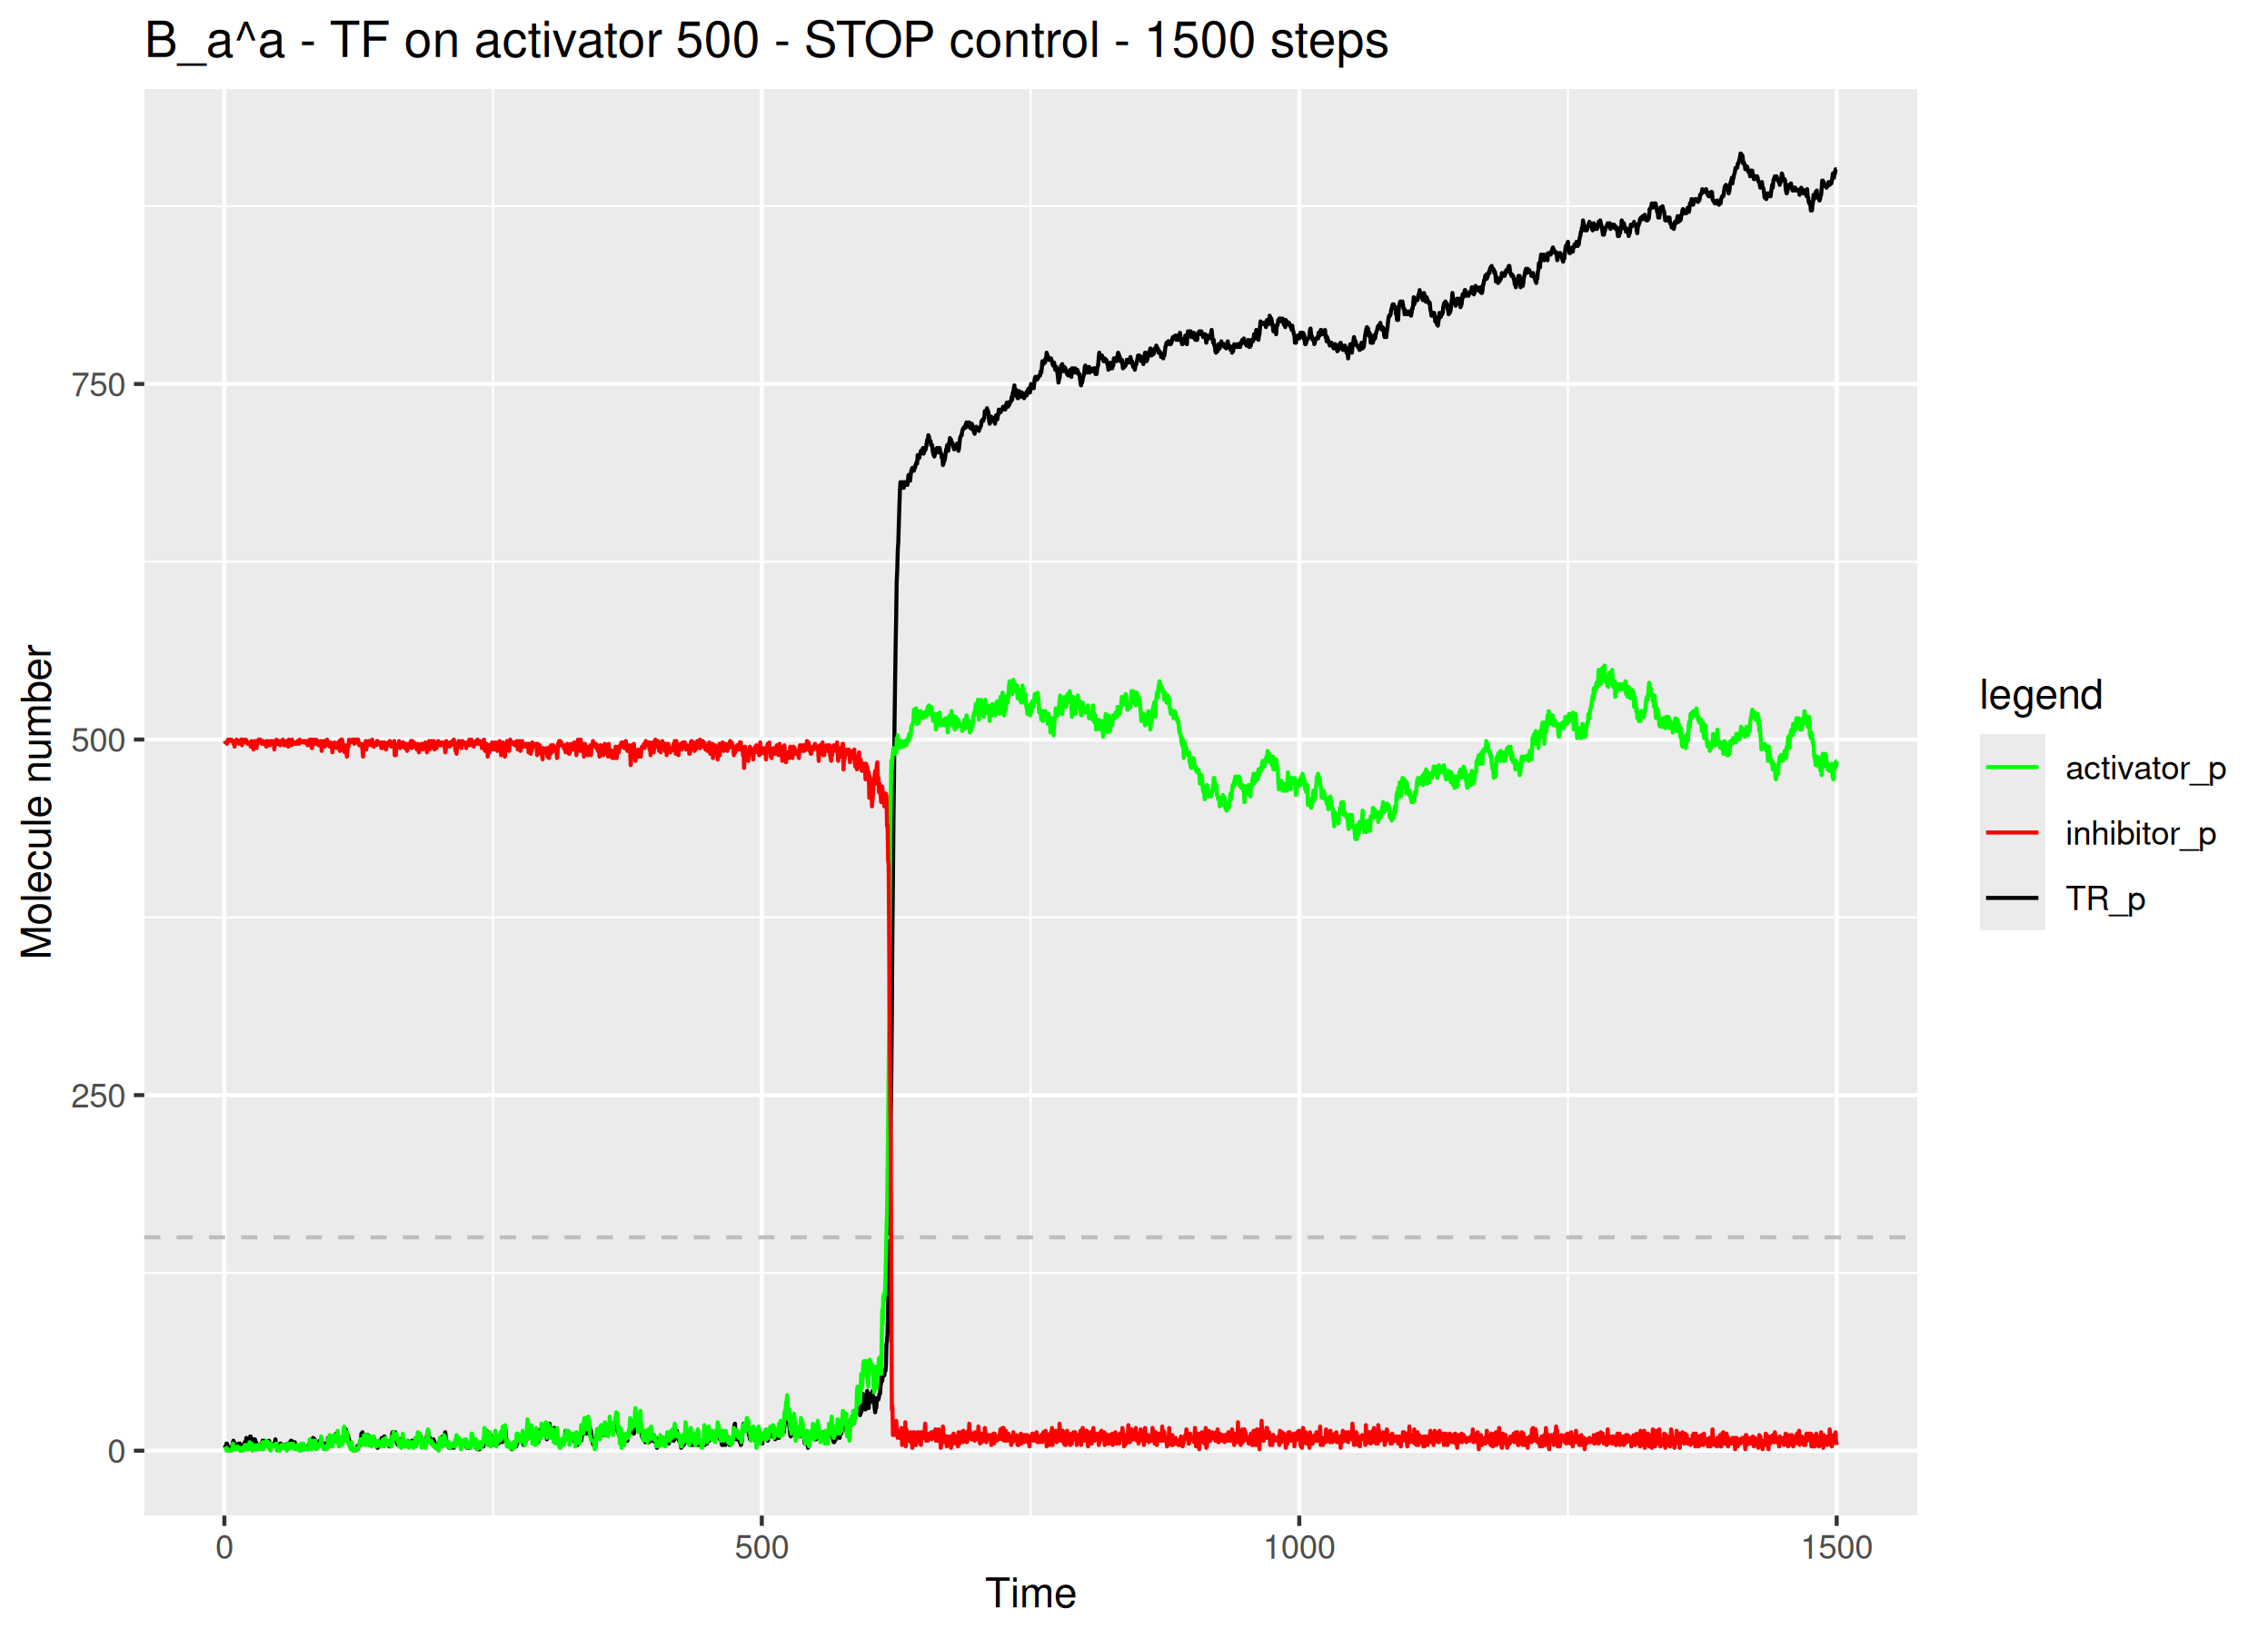 B_a^a - TF on activator 500 - STOP control - 1500 steps
Molecule number
750
500
250
0
0
500
1000
1500
Time
legend
activator_p
inhibitor_p
TR_p